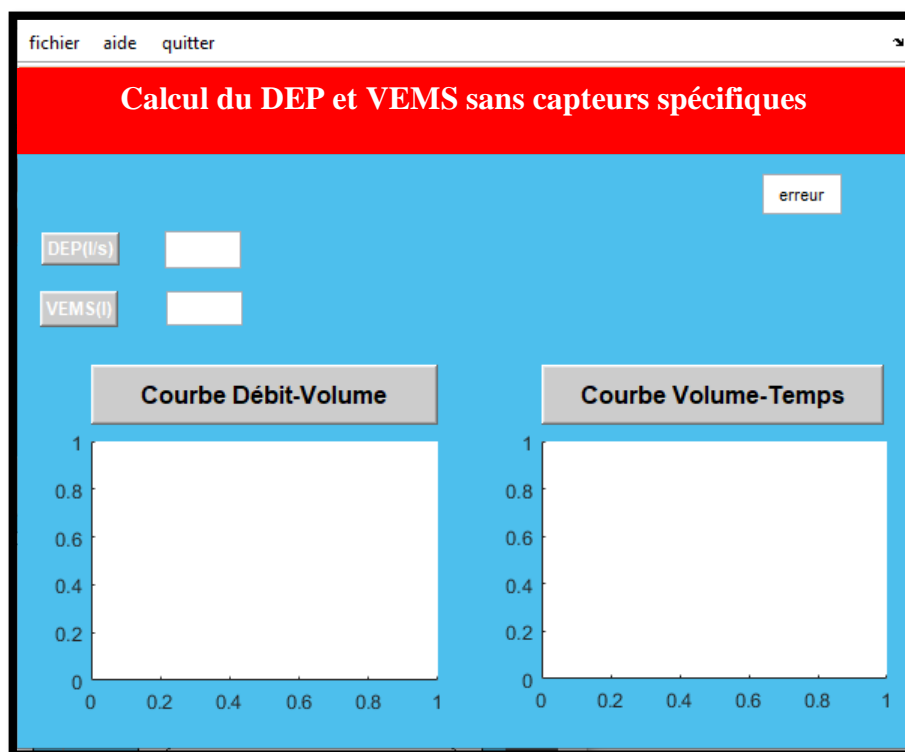 fichier aide quitter
Calcul du DEP et VEMS sans capteurs spécifiques
erreur
DEP(l/s)
VEMS(l)
Courbe Débit-Volume
1
0.8
0.6
0.4
0.2
0
0 0.2 0.4 0.6 0.8 1
Courbe Volume-Temps
1
0.8
0.6
0.4
0.2
0
0 0.2 0.4 0.6 0.8 1